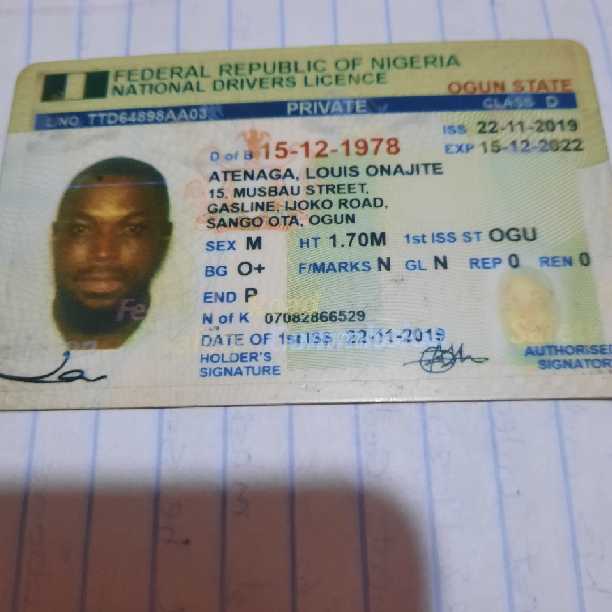 FEDERAL REPUBLIC OF NIGERIA
NATIONAL DRIVERS LICENCE
OGUN STATE
L/NO TTD64898AA03 PRIVATE CLASS D
ISS 22-11-2019
D of B 15-12-1978 EXP 15-12-2022
ATENAGA, LOUIS ONAJITE
15, MUSBAU STREET,
GASLINE, IJOKO ROAD,
SANGO OTA, OGUN
SEX M HT 1.70M 1st ISS ST OGU
BG O+ F/MARKS N GL N REP 0 REN 0
END P
N of K 07082866529
DATE OF 1st ISS 22-11-2019
HOLDER'S
SIGNATURE
AUTHORISED
SIGNATORY